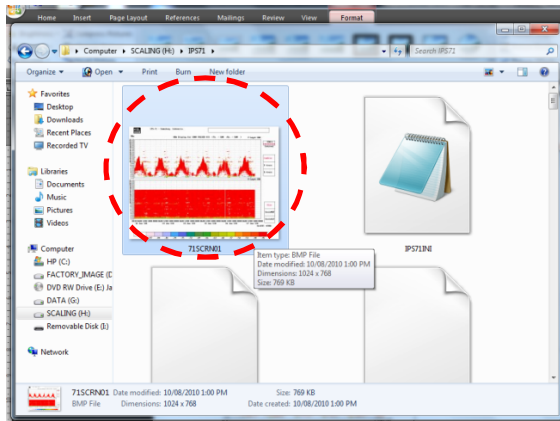 Home Insert Page Layout References Mailings Review View Format
Computer ▸ SCALING (H:) ▸ IPS71 ▸
Search IPS71
Organize Open Print Burn New folder
Favorites
Desktop
Downloads
Recent Places
Recorded TV
Libraries
Documents
Music
Pictures
Videos
Computer
HP (C:)
FACTORY_IMAGE (D
DVD RW Drive (E:) Ja
DATA (G:)
SCALING (H:)
Removable Disk (I:)
Network
71SCRN01
IPS71INI
Item type: BMP File
Date modified: 10/08/2010 1:00 PM
Dimensions: 1024 x 768
Size: 769 KB
71SCRN01 Date modified: 10/08/2010 1:00 PM Size: 769 KB
BMP File Dimensions: 1024 x 768 Date created: 10/08/2010 1:00 PM